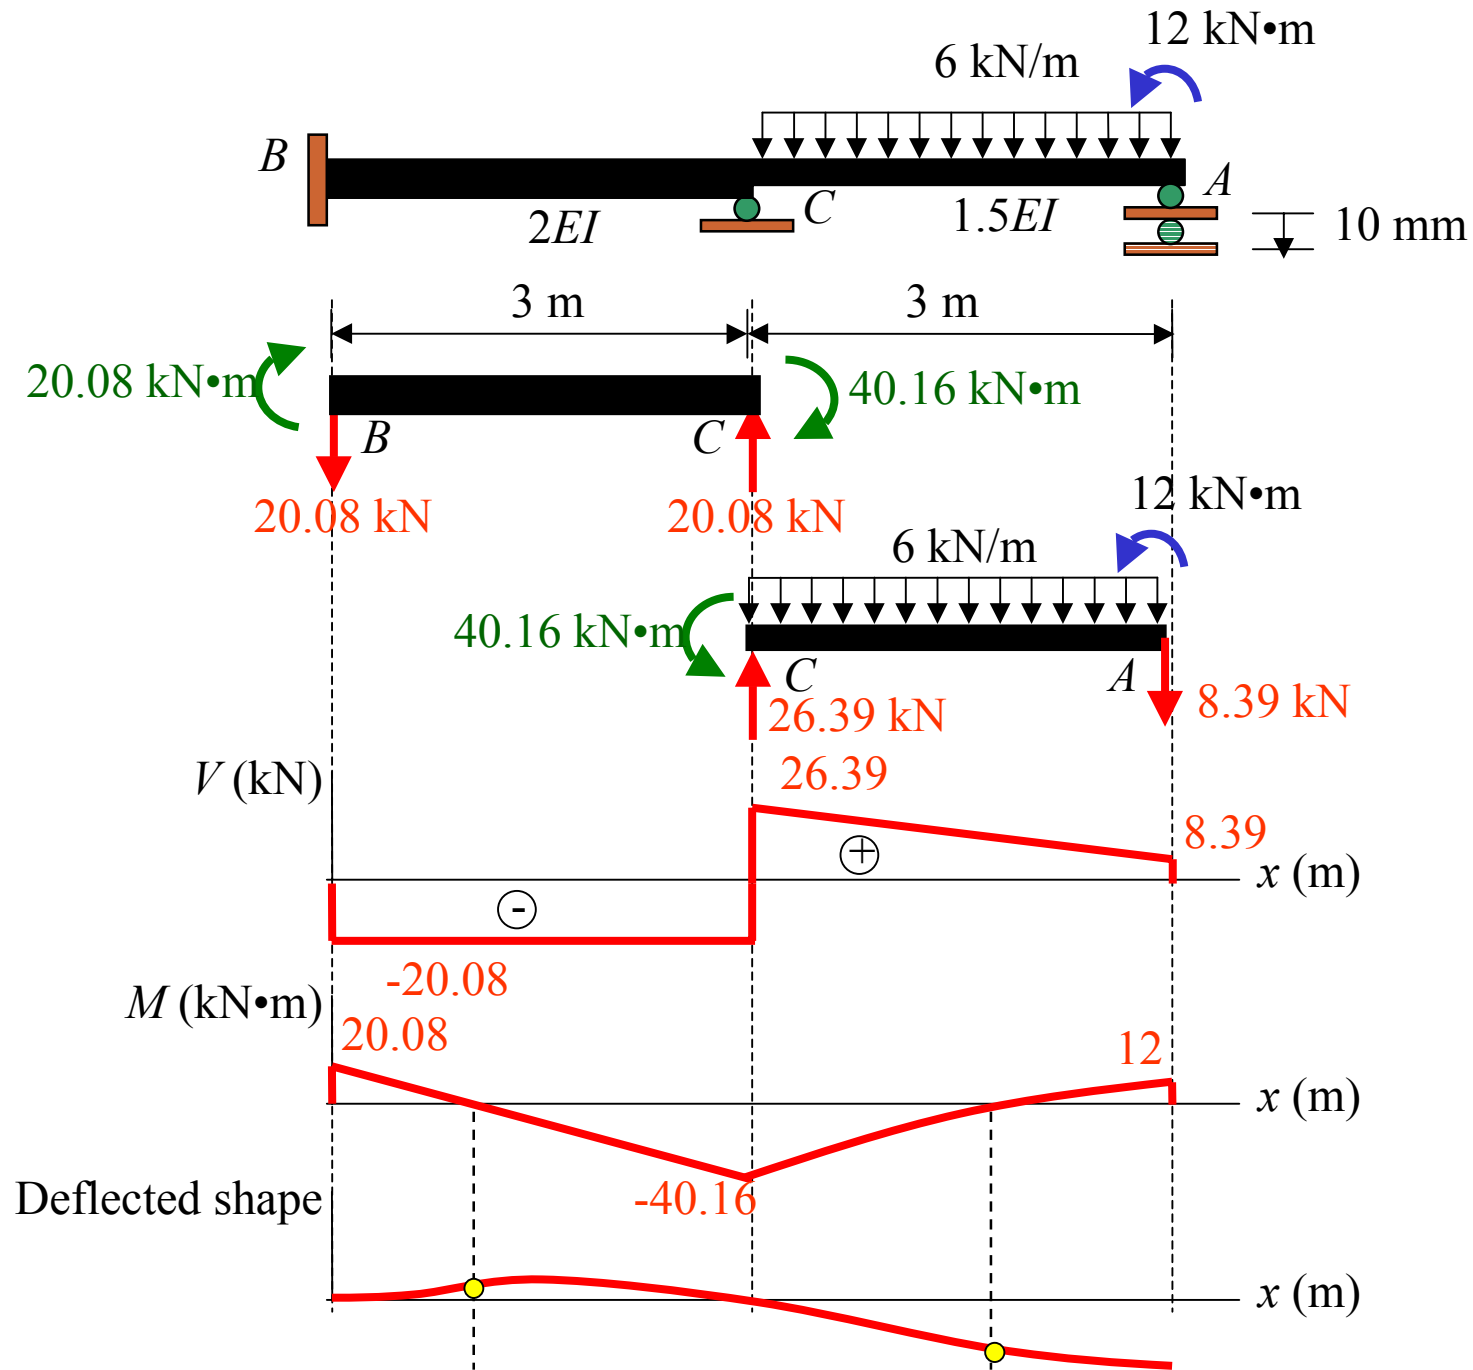 12 kN•m
6 kN/m
B
A
C
2EI
1.5EI
10 mm
3 m
3 m
20.08 kN•m
40.16 kN•m
B
C
20.08 kN
20.08 kN
12 kN•m
6 kN/m
40.16 kN•m
C
A
26.39 kN
8.39 kN
V (kN)
26.39
8.39
+
x (m)
-
-20.08
M (kN•m)
20.08
12
x (m)
-40.16
Deflected shape
x (m)